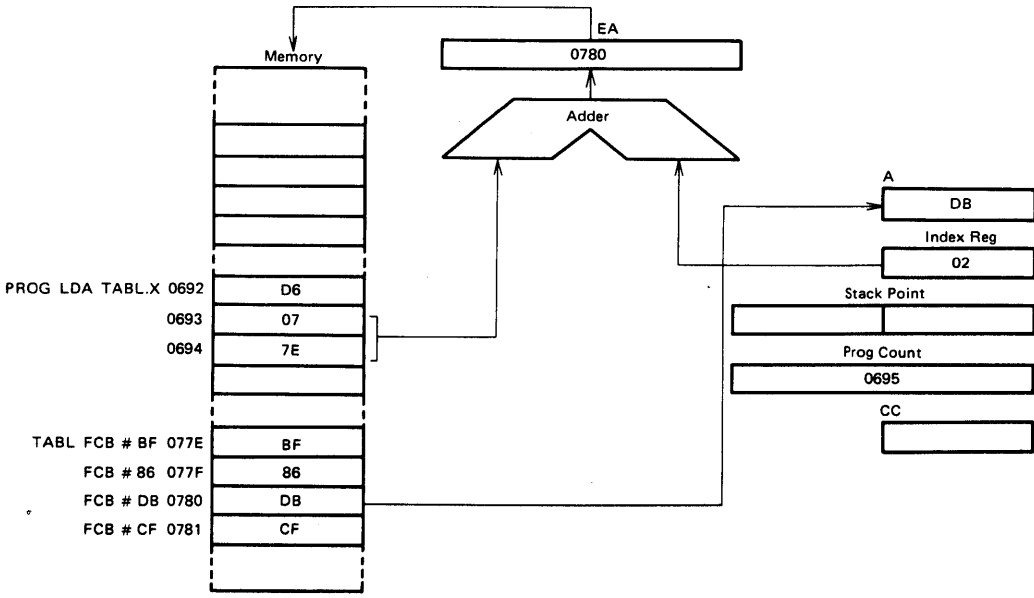 EA
0780
Memory
Adder
A
DB
Index Reg
02
Stack Point
PROG LDA TABL.X 0692 D6
0693 07
0694 7E
Prog Count
0695
CC
TABL FCB # BF 077E BF
FCB # 86 077F 86
FCB # DB 0780 DB
FCB # CF 0781 CF